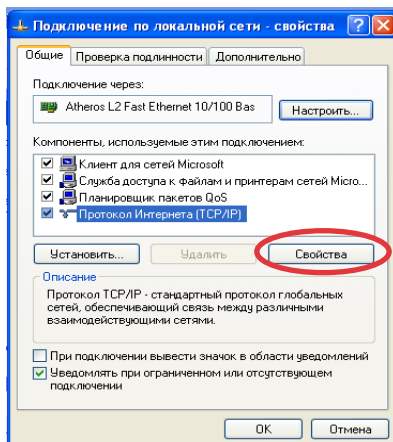 Подключение по локальной сети - свойства
Общие Проверка подлинности Дополнительно
Подключение через:
Atheros L2 Fast Ethernet 10/100 Bas Настроить...
Компоненты, используемые этим подключением:
Клиент для сетей Microsoft
Служба доступа к файлам и принтерам сетей Micro...
Планировщик пакетов QoS
Протокол Интернета (TCP/IP)
Установить... Удалить Свойства
Описание
Протокол TCP/IP - стандартный протокол глобальных
сетей, обеспечивающий связь между различными
взаимодействующими сетями.
При подключении вывести значок в области уведомлений
Уведомлять при ограниченном или отсутствующем
подключении
OK Отмена